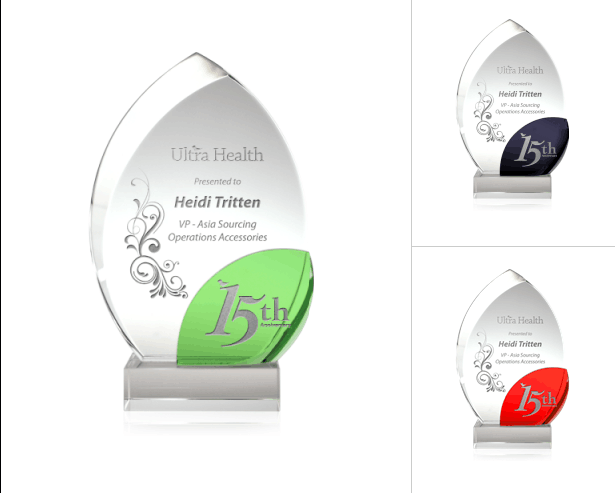 Ultra Health
Presented to
Heidi Tritten
VP - Asia Sourcing
Operations Accessories
15th
Anniversary
Ultra Health
Presented to
Heidi Tritten
VP - Asia Sourcing
Operations Accessories
15th
Ultra Health
Presented to
Heidi Tritten
VP - Asia Sourcing
Operations Accessories
15th